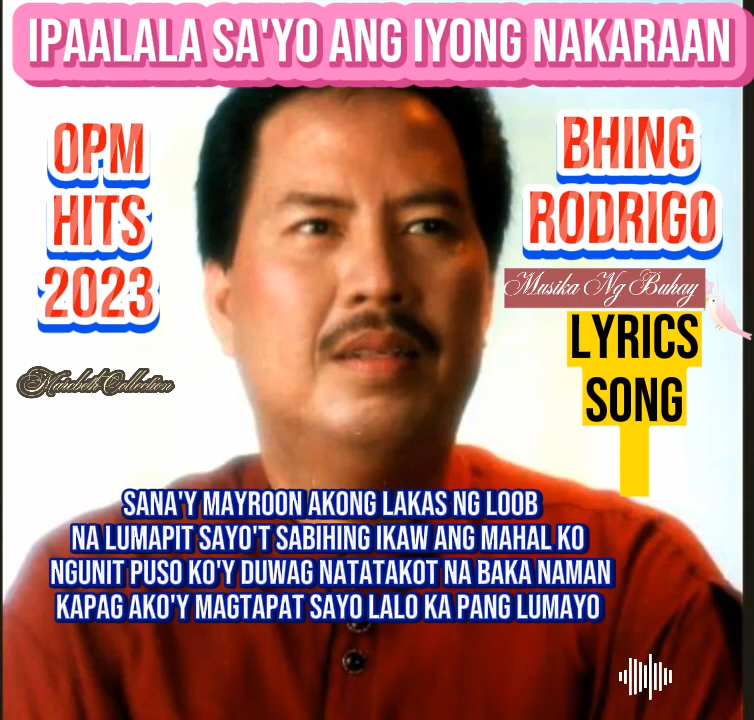 IPAALALA SA'YO ANG IYONG NAKARAAN
OPM
HITS
2023
BHING
RODRIGO
Musika Ng Buhay
LYRICS
SONG
Maricbeth Collection
SANA'Y MAYROON AKONG LAKAS NG LOOB
NA LUMAPIT SAYO'T SABIHING IKAW ANG MAHAL KO
NGUNIT PUSO KO'Y DUWAG NATATAKOT NA BAKA NAMAN
KAPAG AKO'Y MAGTAPAT SAYO LALO KA PANG LUMAYO